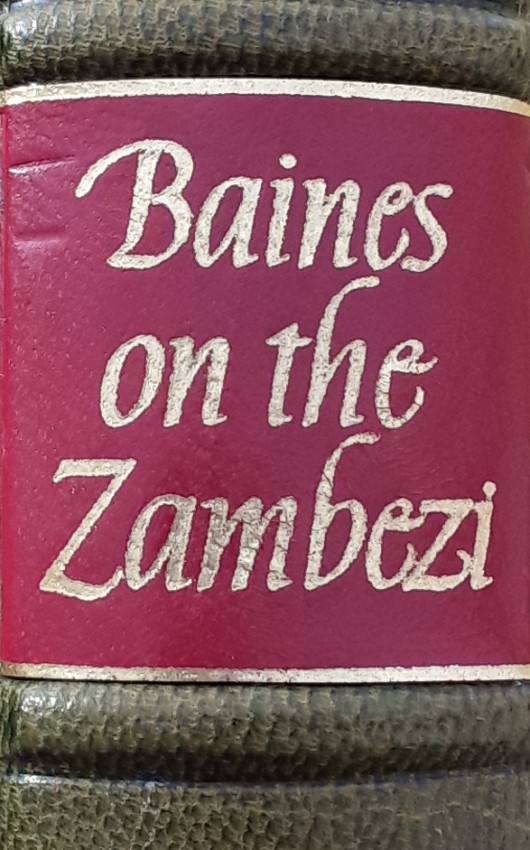 Baines
on the
Zambezi